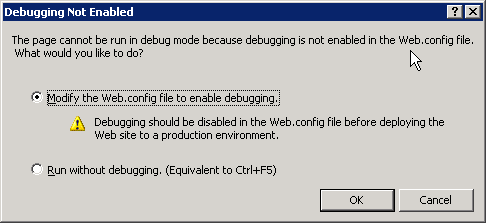 Debugging Not Enabled
The page cannot be run in debug mode because debugging is not enabled in the Web.config file.
What would you like to do?
Modify the Web.config file to enable debugging.
Debugging should be disabled in the Web.config file before deploying the
Web site to a production environment.
Run without debugging. (Equivalent to Ctrl+F5)
OK Cancel